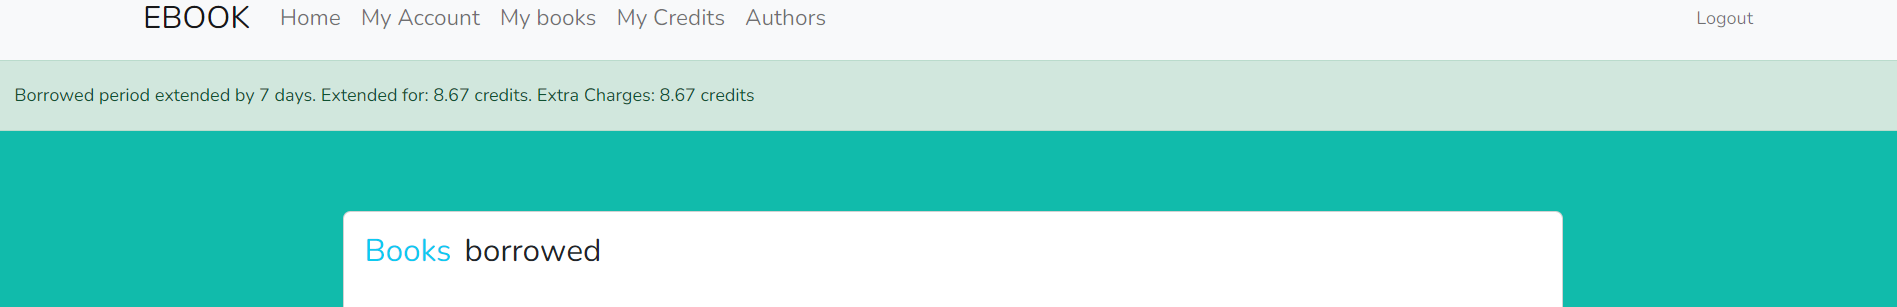 EBOOK Home My Account My books My Credits Authors Logout
Borrowed period extended by 7 days. Extended for: 8.67 credits. Extra Charges: 8.67 credits
Books borrowed